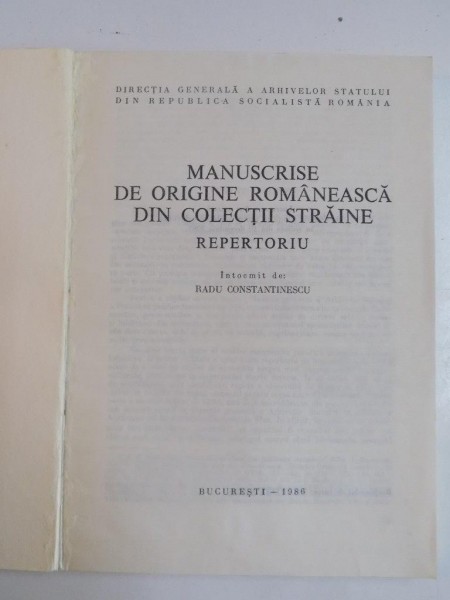 DIRECȚIA GENERALĂ A ARHIVELOR STATULUI
DIN REPUBLICA SOCIALISTĂ ROMÂNIA
MANUSCRISE
DE ORIGINE ROMÂNEASCĂ
DIN COLECȚII STRĂINE
REPERTORIU
Intocmit de:
RADU CONSTANTINESCU
BUCUREȘTI — 1986